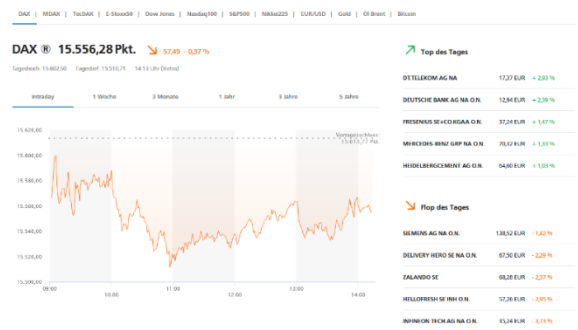 DAX | MDAX | TecDAX | E-Stoxx50 | Dow Jones | Nasdaq100 | S&P500 | Nikkei225 | EUR/USD | Gold | Öl Brent | Bitcoin
DAX ® 15.556,28 Pkt. - 57,49 - 0,37 %
Tageshoch: 15.602,50 Tagestief: 15.510,71 14:13 Uhr
Intraday 1 Woche 3 Monate 1 Jahr 3 Jahre 5 Jahre
15.620,00
15.600,00
15.580,00
15.560,00
15.540,00
15.520,00
15.500,00
15.613,77 Pkt.
09:00 10:00 11:00 12:00 13:00 14:00
Top des Tages
DT.TELEKOM AG NA 17,37 EUR + 2,93 %
DEUTSCHE BANK AG NA O.N. 12,94 EUR + 2,38 %
FRESENIUS SE+CO.KGAA O.N. 37,24 EUR + 1,47 %
MERCEDES-BENZ GRP NA O.N. 70,32 EUR + 1,33 %
HEIDELBERGCEMENT AG O.N. 64,60 EUR + 1,03 %
Flop des Tages
SIEMENS AG NA O.N. 138,52 EUR - 1,62 %
DELIVERY HERO SE NA O.N. 67,50 EUR - 2,29 %
ZALANDO SE 68,28 EUR - 2,37 %
HELLOFRESH SE INH O.N. 57,26 EUR - 2,95 %
INFINEON TECH.AG NA O.N. 35,24 EUR - 3,73 %